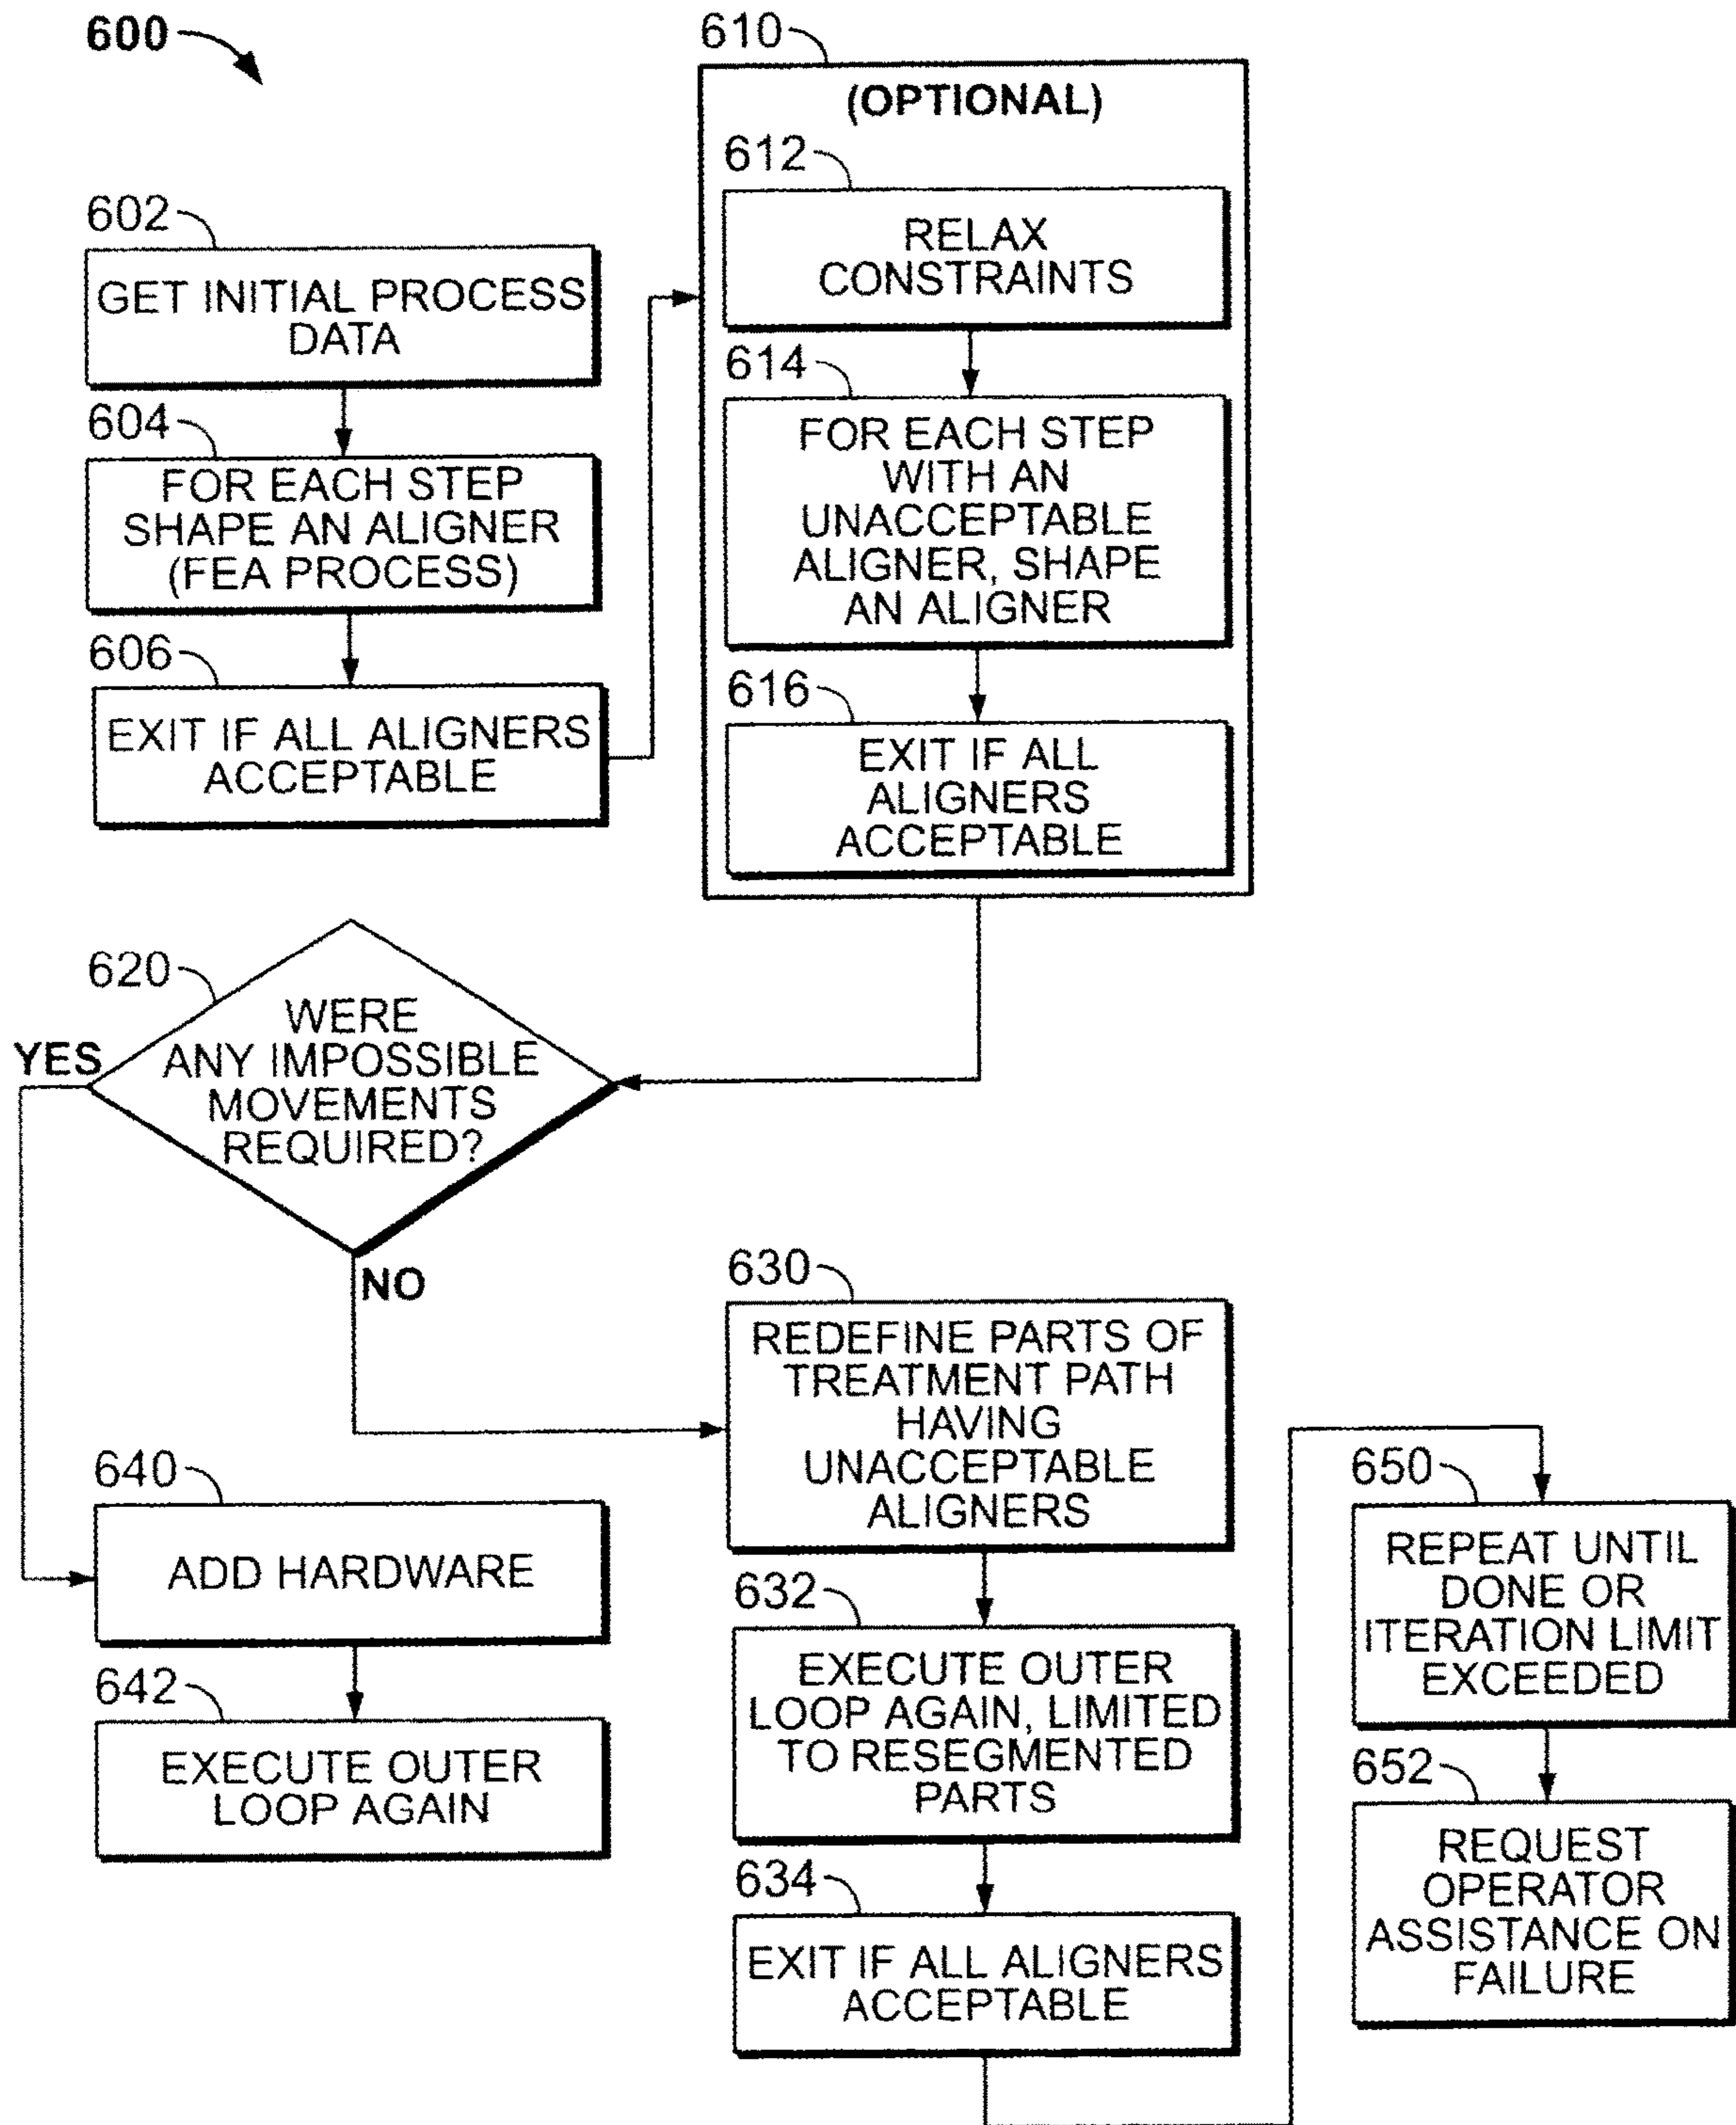 600
602
GET INITIAL PROCESS
DATA
604
FOR EACH STEP
SHAPE AN ALIGNER
(FEA PROCESS)
606
EXIT IF ALL ALIGNERS
ACCEPTABLE
610
(OPTIONAL)
612
RELAX
CONSTRAINTS
614
FOR EACH STEP
WITH AN
UNACCEPTABLE
ALIGNER, SHAPE
AN ALIGNER
616
EXIT IF ALL
ALIGNERS
ACCEPTABLE
620
WERE
ANY IMPOSSIBLE
MOVEMENTS
REQUIRED?
YES
NO
640
ADD HARDWARE
642
EXECUTE OUTER
LOOP AGAIN
630
REDEFINE PARTS OF
TREATMENT PATH
HAVING
UNACCEPTABLE
ALIGNERS
632
EXECUTE OUTER
LOOP AGAIN, LIMITED
TO RESEGMENTED
PARTS
634
EXIT IF ALL ALIGNERS
ACCEPTABLE
650
REPEAT UNTIL
DONE OR
ITERATION LIMIT
EXCEEDED
652
REQUEST
OPERATOR
ASSISTANCE ON
FAILURE